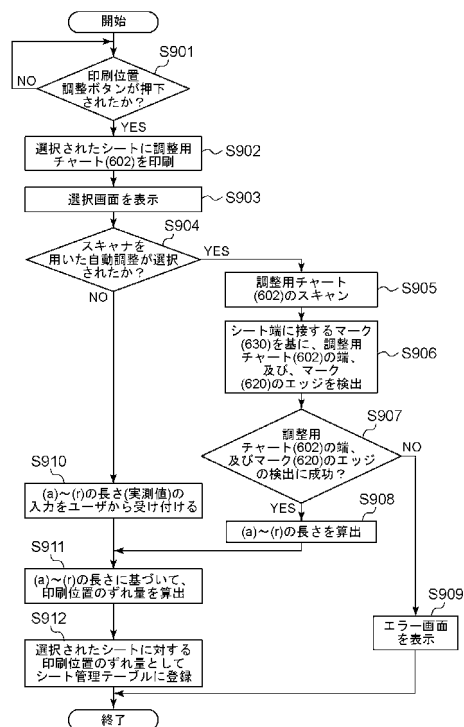 開始
S901
印刷位置
調整ボタンが押下
されたか？
NO
YES
選択されたシートに調整用
チャート(602)を印刷
S902
選択画面を表示
S903
S904
スキャナを
用いた自動調整が選択
されたか？
YES
NO
調整用チャート
(602)のスキャン
S905
シート端に接するマーク
(630)を基に、調整用
チャート(602)の端、
及び、マーク
(620)のエッジを検出
S906
S907
調整用
チャート(602)の端、
及びマーク(620)のエッジ
の検出に成功？
NO
YES
S908
(a)～(r)の長さを算出
S910
(a)～(r)の長さ(実測値)の
入力をユーザから受け付ける
S911
(a)～(r)の長さに基づいて、
印刷位置のずれ量を算出
S909
エラー画面
を表示
S912
選択されたシートに対する
印刷位置のずれ量として
シート管理テーブルに登録
終了